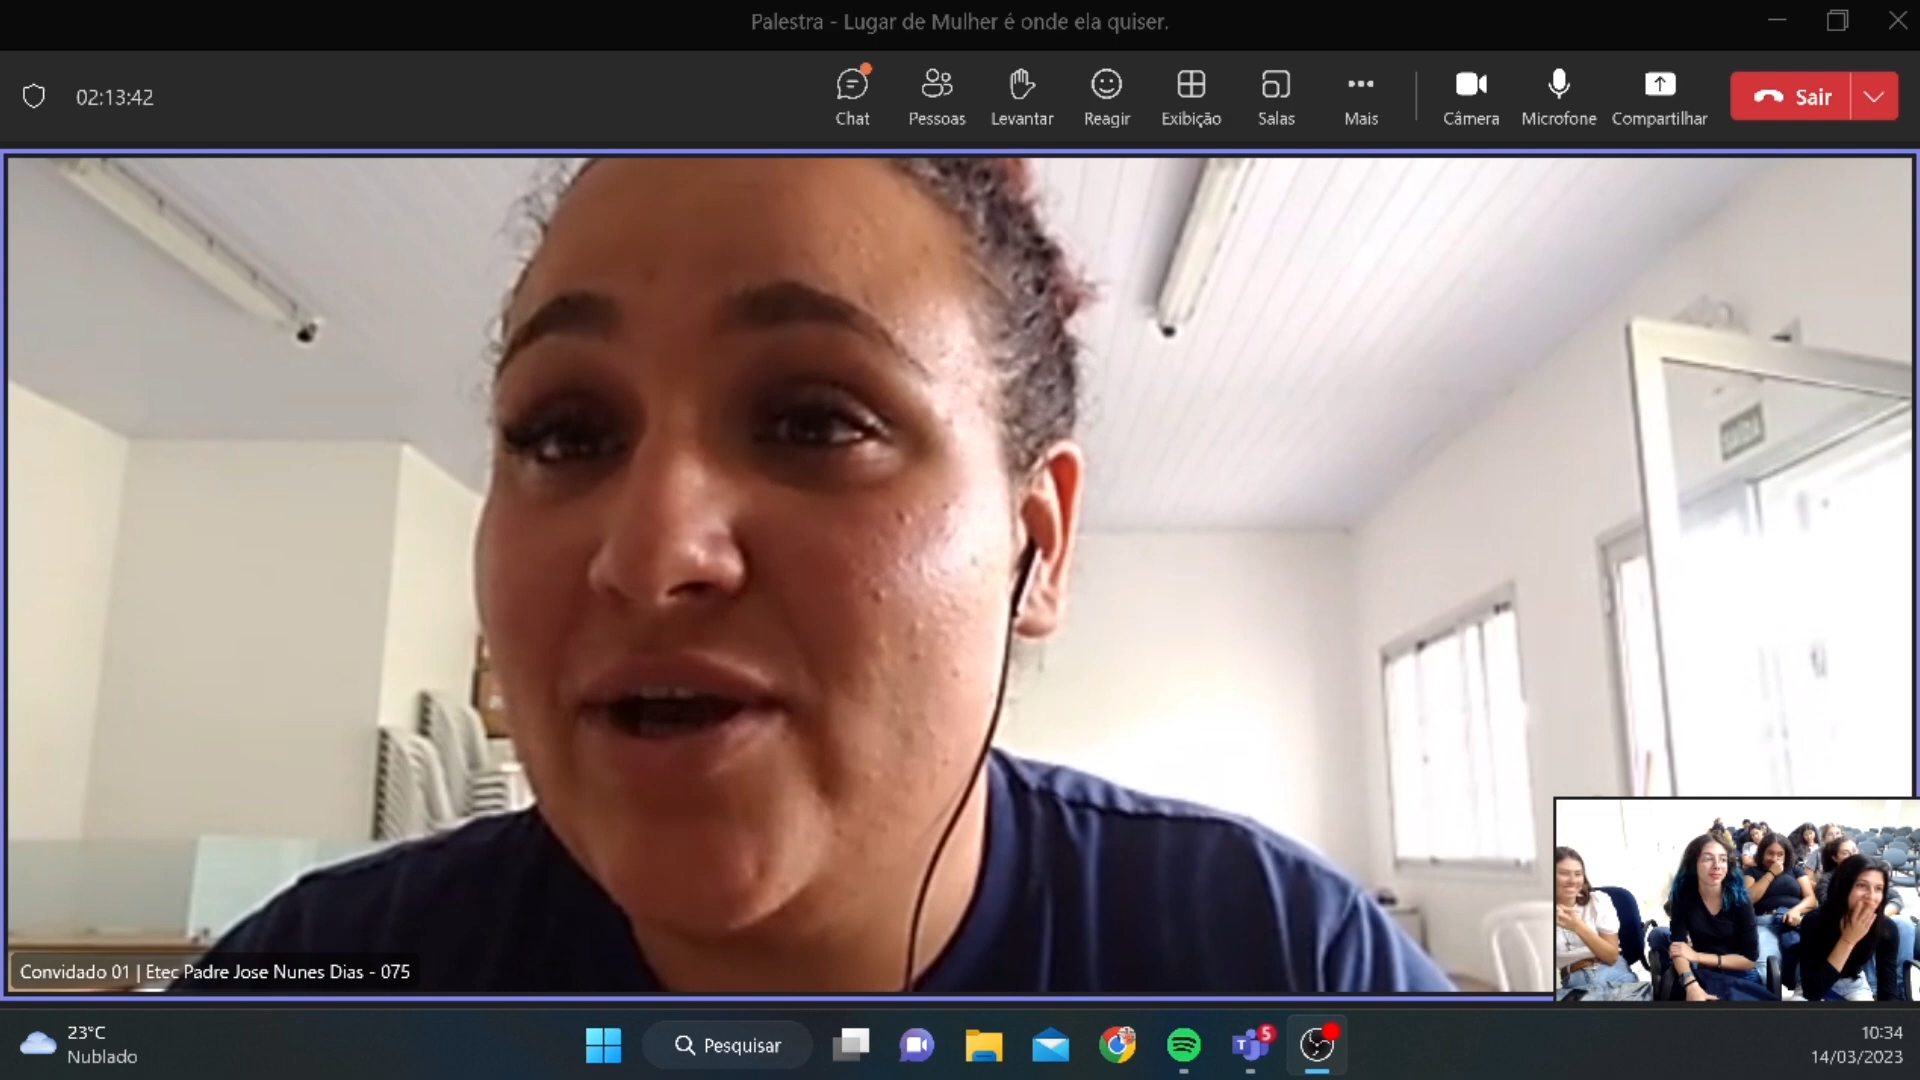 Palestra - Lugar de Mulher é onde ela quiser.
02:13:42
Chat
Pessoas
Levantar
Reagir
Exibição
Salas
Mais
Câmera
Microfone
Compartilhar
Sair
Convidado 01 | Etec Padre Jose Nunes Dias - 075
23°C
Nublado
Pesquisar
5
10:34
14/03/2023